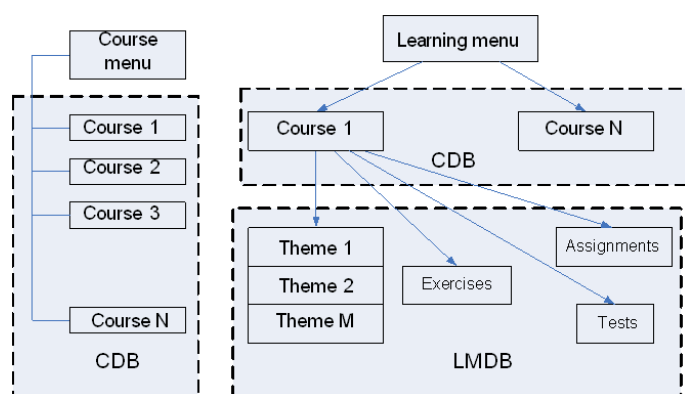 Course
menu
Course 1
Course 2
Course 3
Course N
CDB
Learning menu
Course 1
Course N
CDB
Theme 1
Theme 2
Theme M
Exercises
Assignments
Tests
LMDB